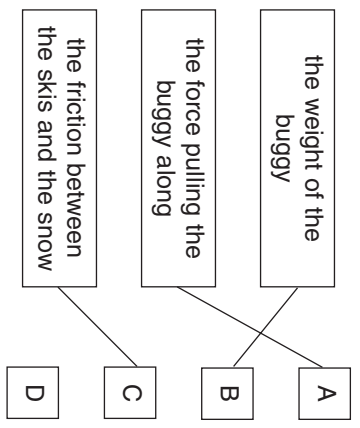 the weight of the
buggy
the force pulling the
buggy along
the friction between
the skis and the snow
A
B
C
D